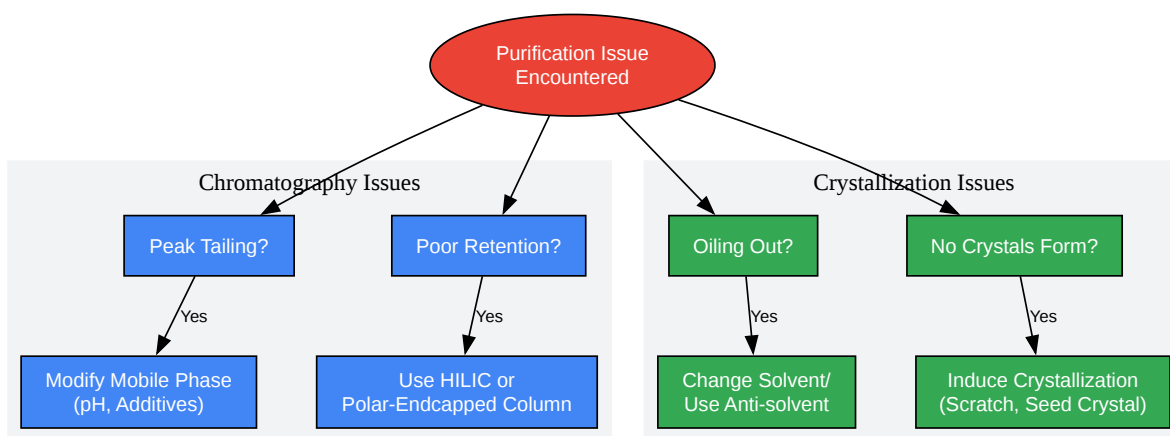 Purification Issue
Encountered
Chromatography Issues
Crystallization Issues
Peak Tailing?
Poor Retention?
Oiling Out?
No Crystals Form?
Yes
Yes
Yes
Yes
Modify Mobile Phase
(pH, Additives)
Use HILIC or
Polar-Endcapped Column
Change Solvent/
Use Anti-solvent
Induce Crystallization
(Scratch, Seed Crystal)